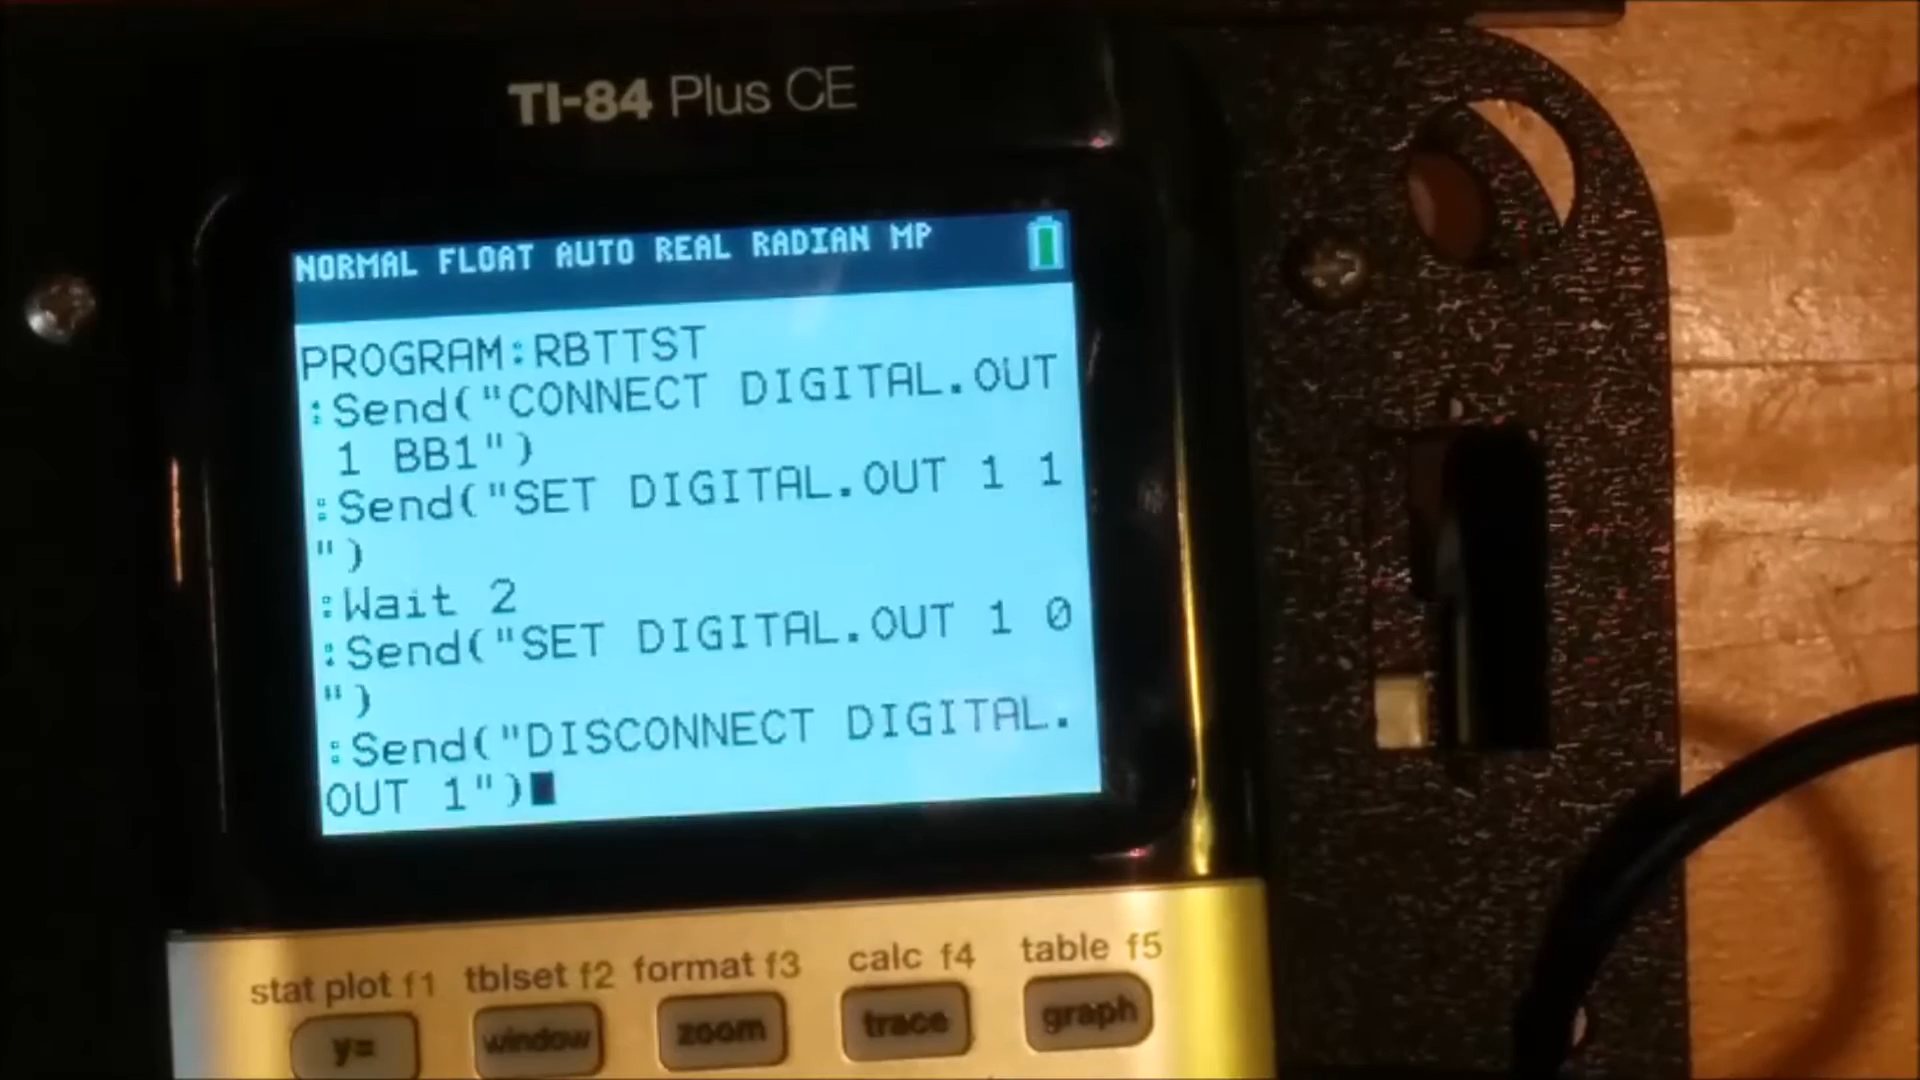 TI-84 Plus CE
NORMAL FLOAT AUTO REAL RADIAN MP
PROGRAM:RBTTST
:Send("CONNECT DIGITAL.OUT
1 BB1")
:Send("SET DIGITAL.OUT 1 1
")
:Wait 2
:Send("SET DIGITAL.OUT 1 0
")
:Send("DISCONNECT DIGITAL.
OUT 1")
stat plot f1 tblset f2 format f3 calc f4 table f5
y= window zoom trace graph